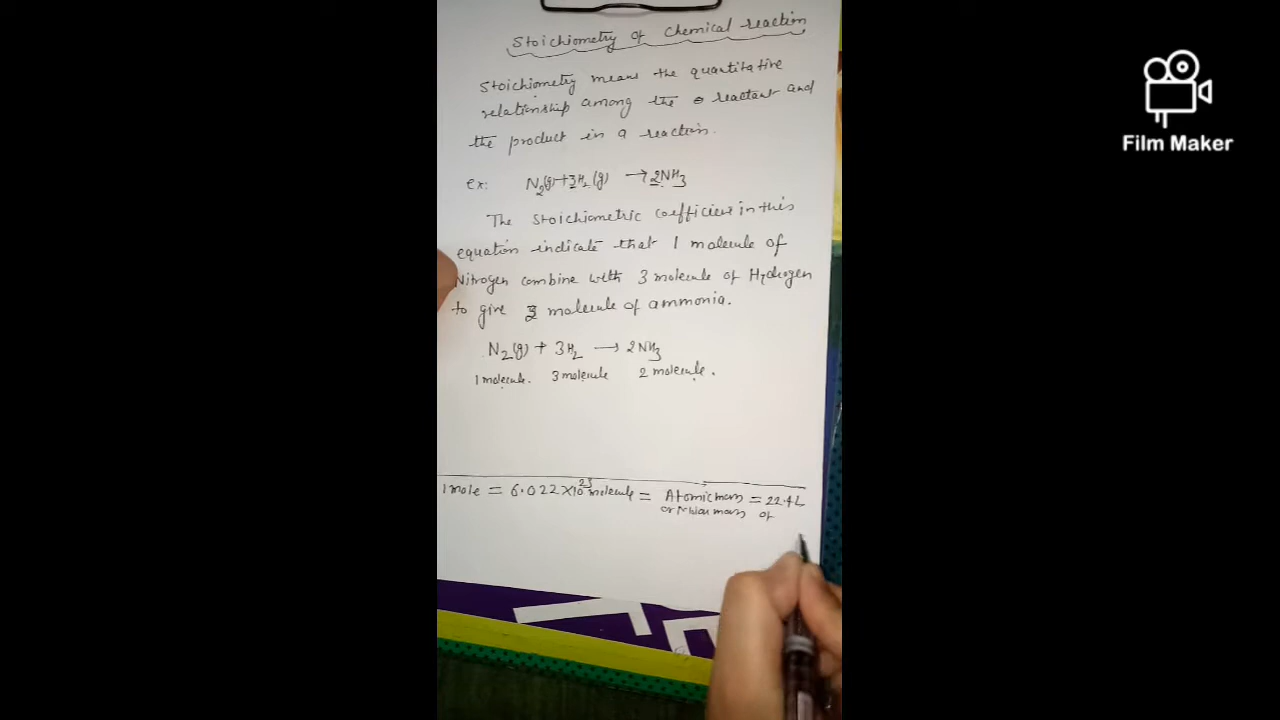 Stoichiometry of Chemical reaction
Stoichiometry means the quantitative
relationship among the reactant and
the product in a reaction.
ex: N2(g)+3H2(g) → 2NH3
The Stoichiometric coefficient in this
equation indicate that 1 molecule of
Nitrogen combine with 3 molecule of Hydrogen
to give 2 molecule of ammonia.
N2(g) + 3H2 → 2NH3
1 molecule. 3 molecule 2 molecule.
1 mole = 6.022×10^23 molecule = Atomic mass = 22.4L
or Molar mass of
Film Maker